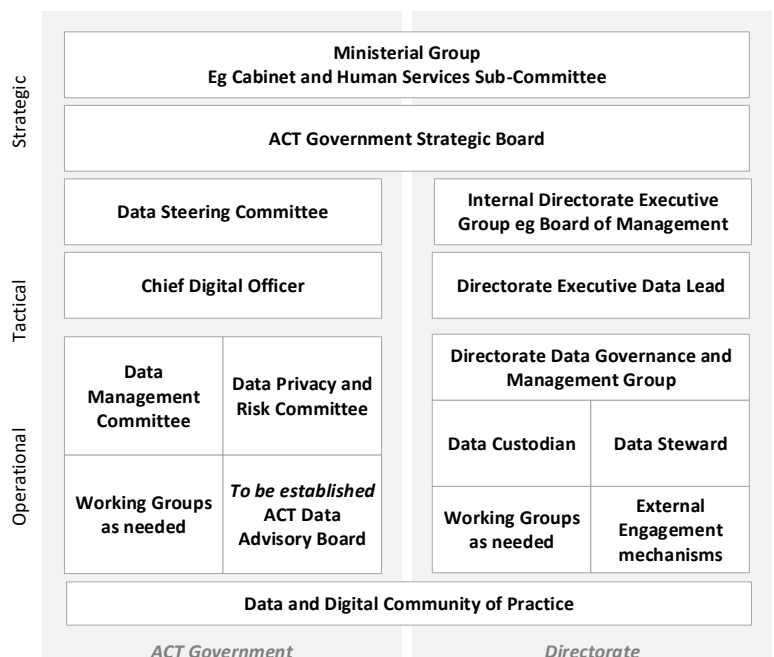 Strategic
Ministerial Group
Eg Cabinet and Human Services Sub-Committee
ACT Government Strategic Board
Data Steering Committee
Internal Directorate Executive
Group eg Board of Management
Tactical
Chief Digital Officer
Directorate Executive Data Lead
Operational
Data
Management
Committee
Data Privacy and
Risk Committee
Directorate Data Governance and
Management Group
Data Custodian
Data Steward
Working Groups
as needed
To be established
ACT Data
Advisory Board
Working Groups
as needed
External
Engagement
mechanisms
Data and Digital Community of Practice
ACT Government
Directorate